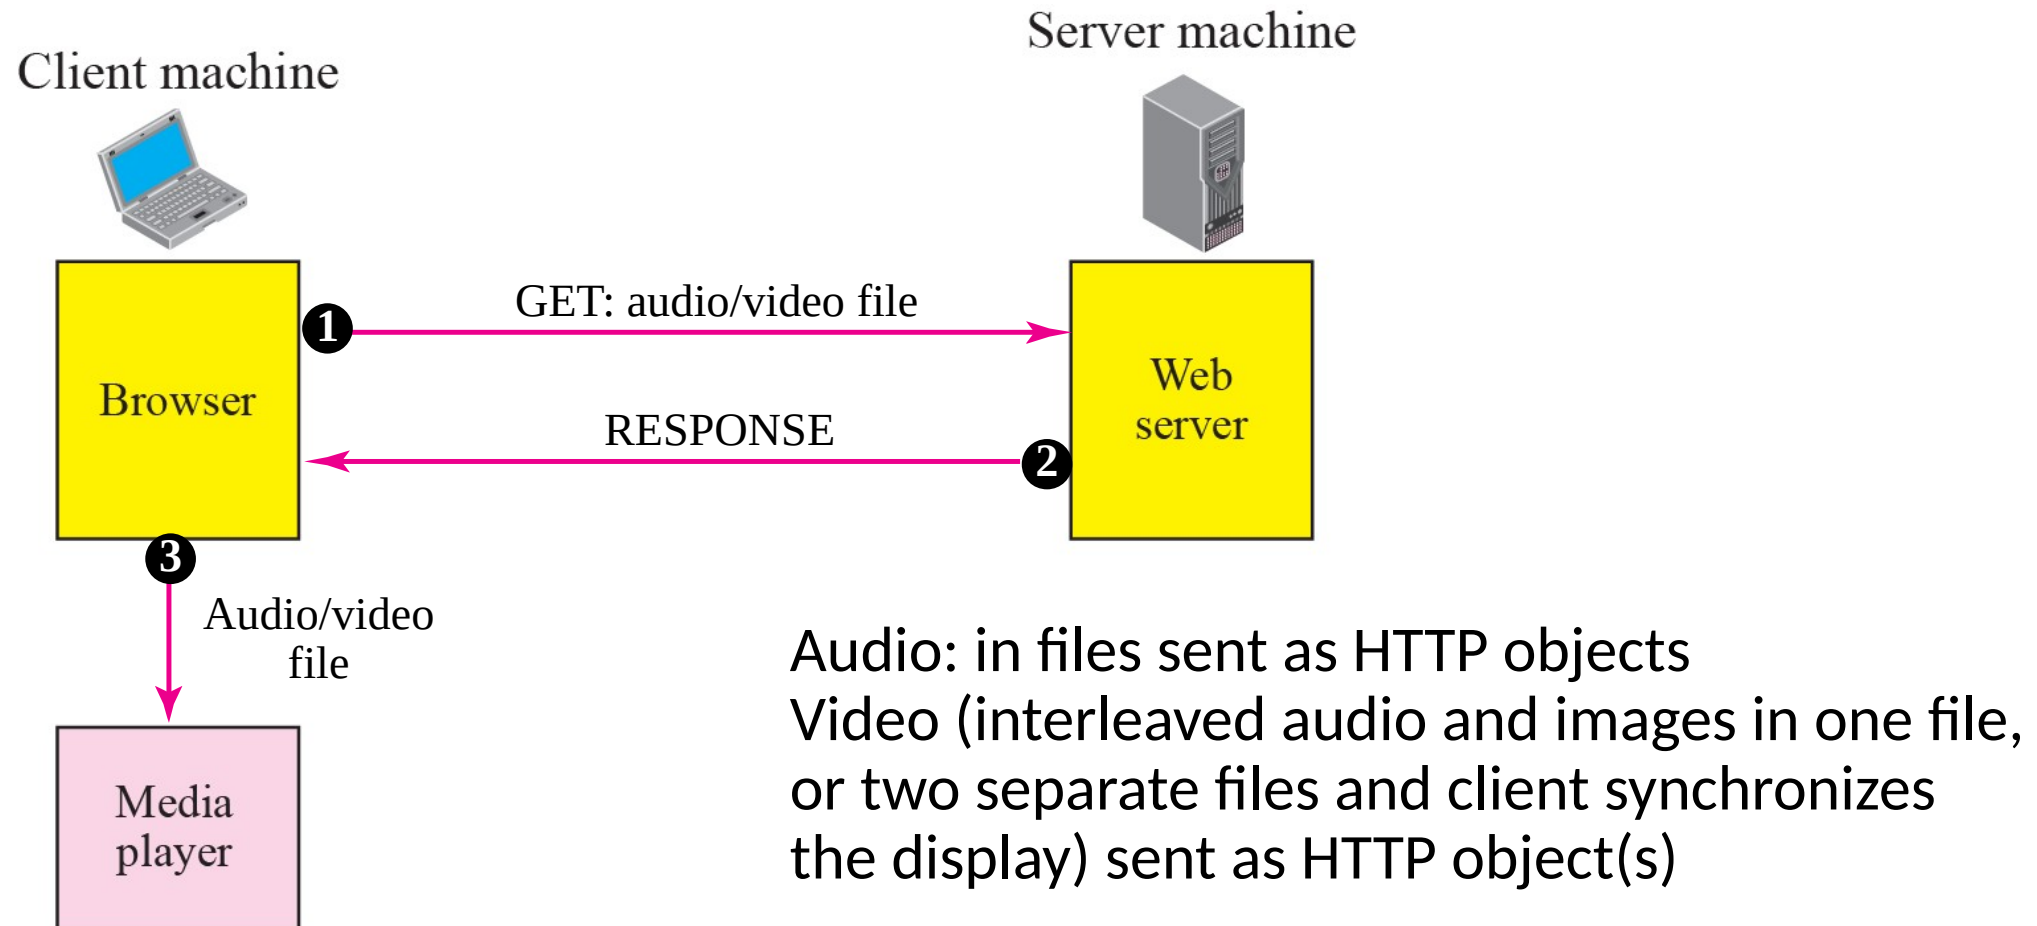 Server machine
Client machine
1
GET: audio/video file
Browser
Web
server
RESPONSE
2
3
Audio/video
file
Media
player
Audio: in files sent as HTTP objects
Video (interleaved audio and images in one file,
or two separate files and client synchronizes
the display) sent as HTTP object(s)